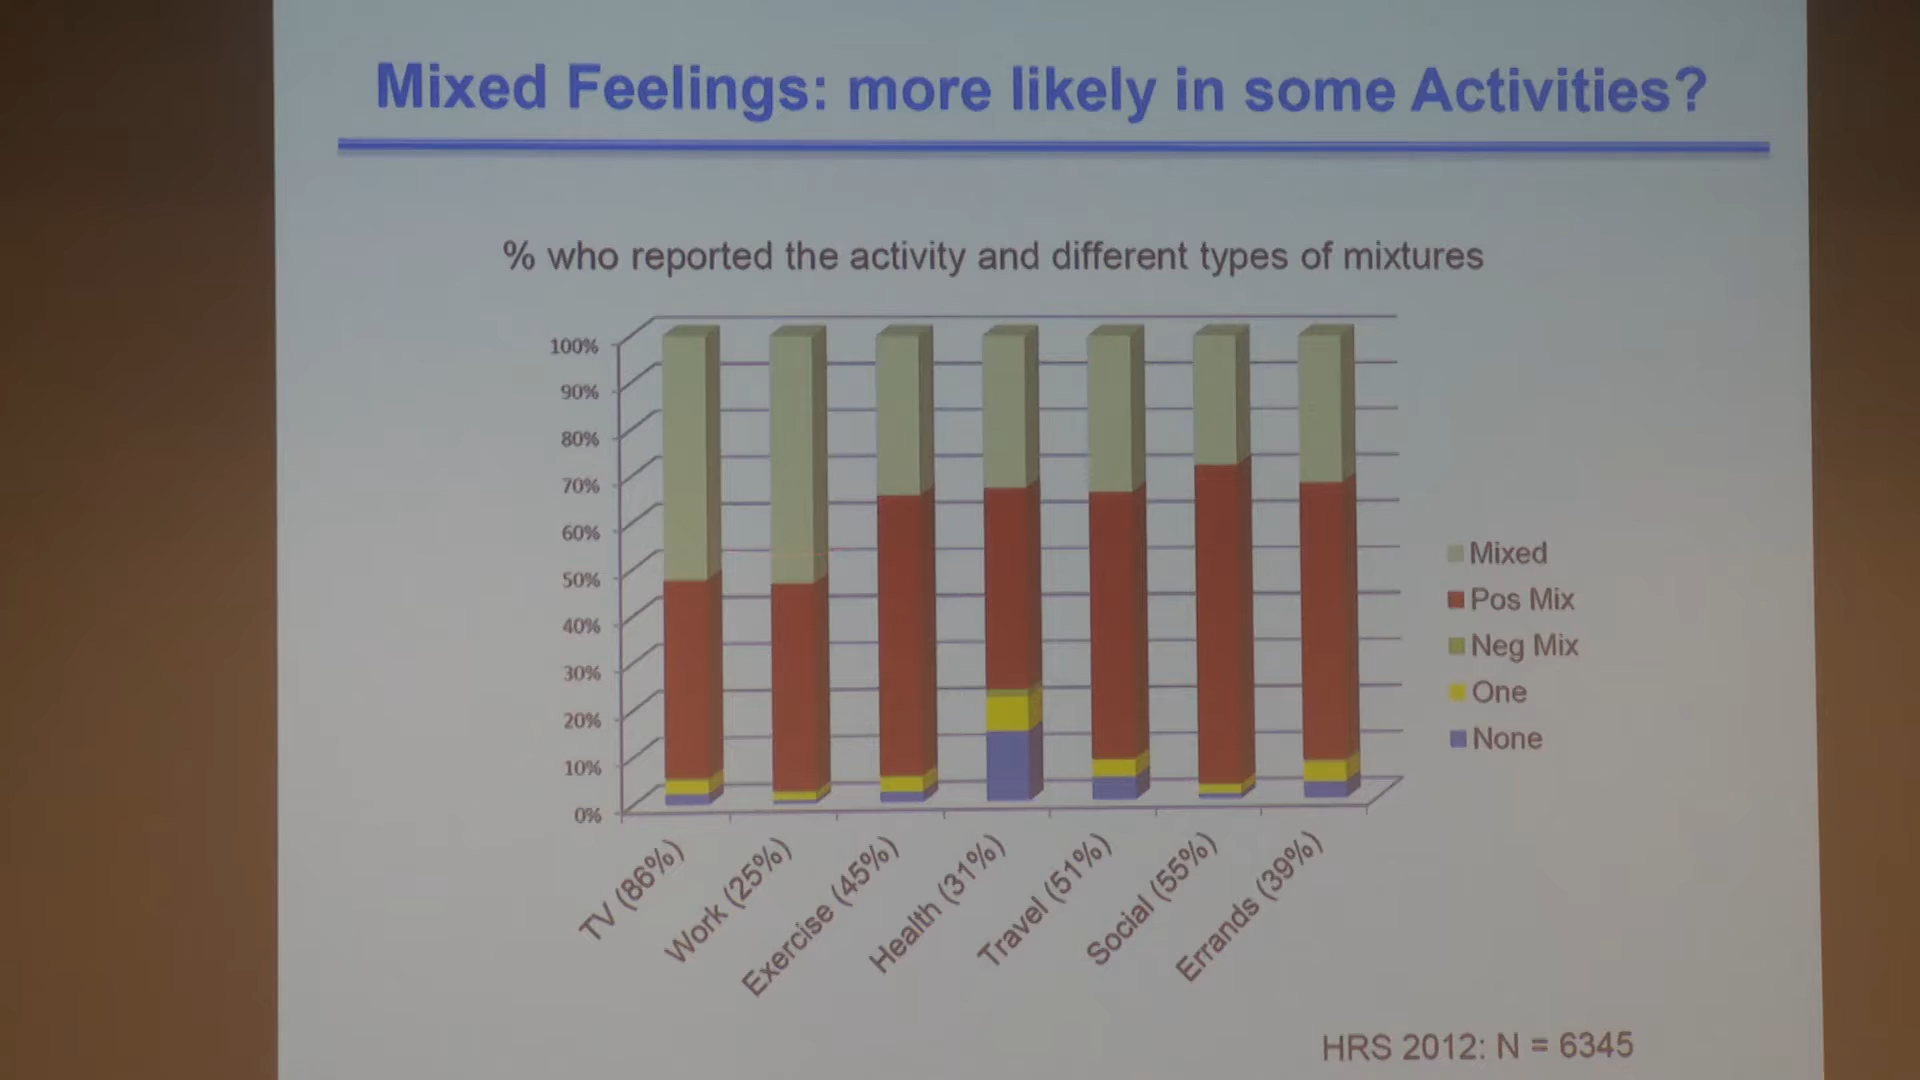 Mixed Feelings: more likely in some Activities?
% who reported the activity and different types of mixtures
100%
90%
80%
70%
60%
50%
40%
30%
20%
10%
0%
TV (86%)
Work (25%)
Exercise (45%)
Health (31%)
Travel (51%)
Social (55%)
Errands (39%)
Mixed
Pos Mix
Neg Mix
One
None
HRS 2012: N = 6345